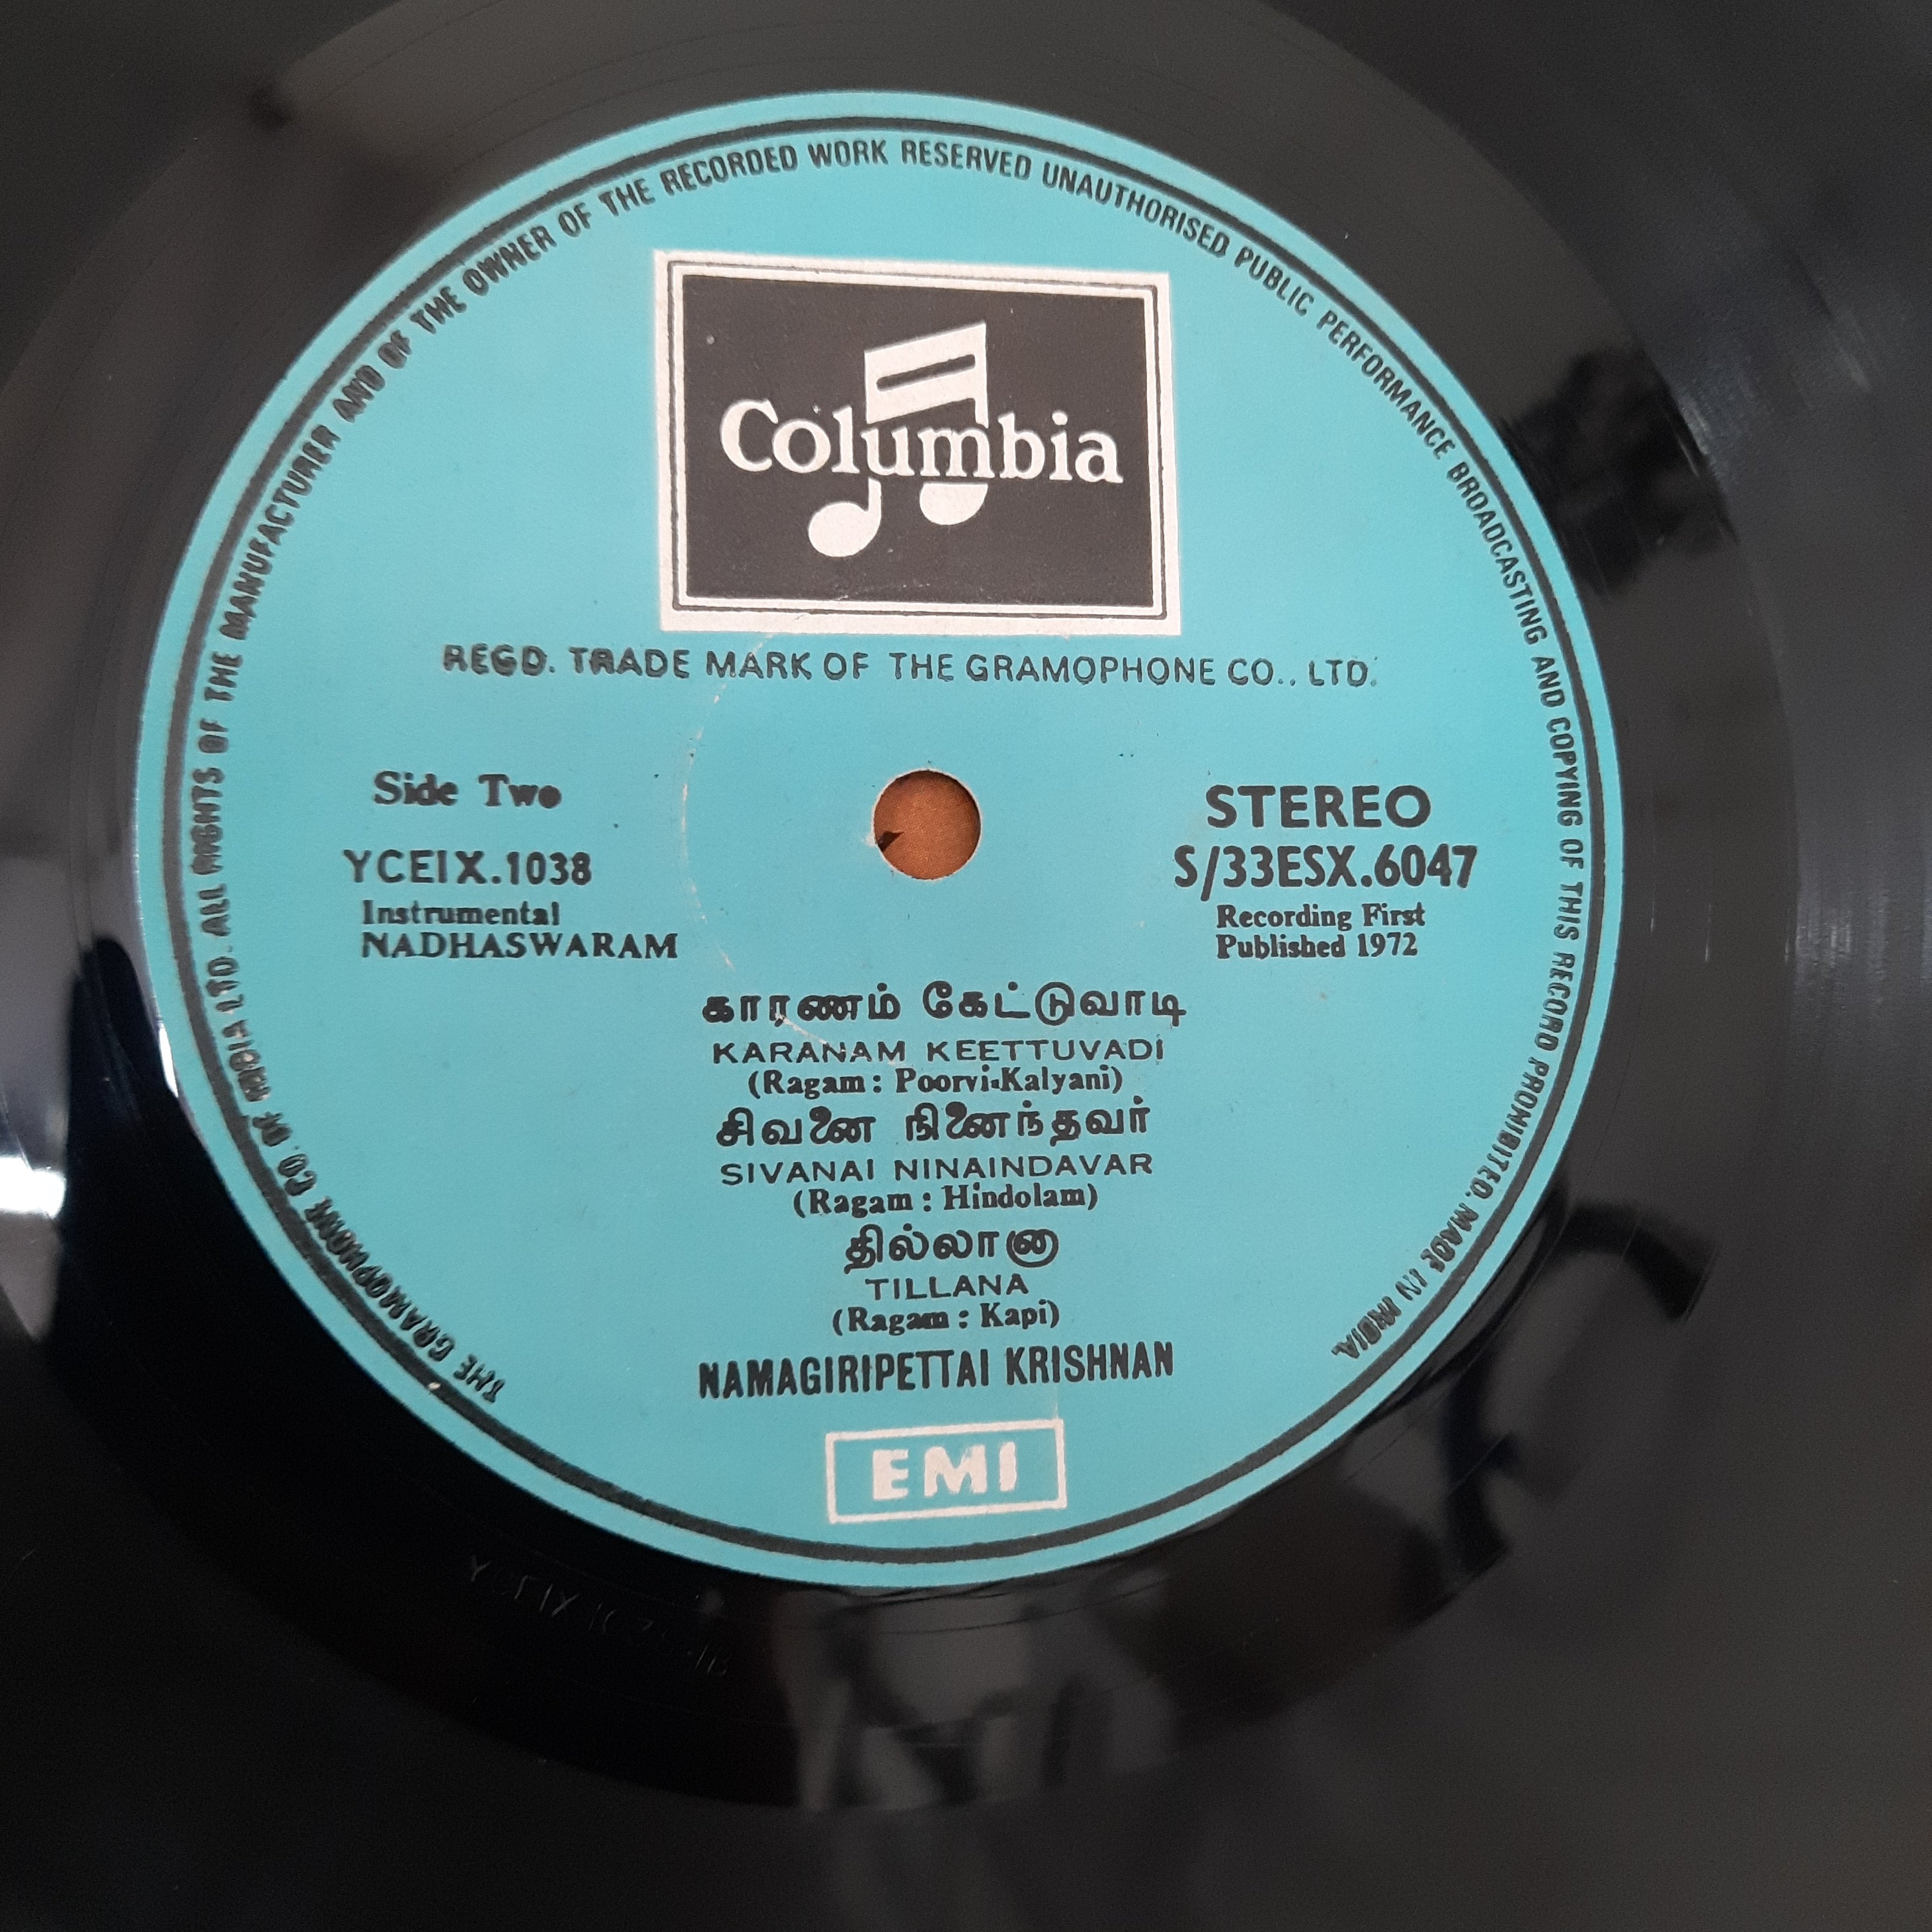 THE GRAMOPHONE CO. OF INDIA LTD. ALL RIGHTS OF THE MANUFACTURER AND OF THE OWNER OF THE RECORDED WORK RESERVED UNAUTHORISED PUBLIC PERFORMANCE BROADCASTING AND COPYING OF THIS RECORD PROHIBITED. MADE IN INDIA.
Columbia
REGD. TRADE MARK OF THE GRAMOPHONE CO.. LTD.
Side Two
STEREO
YCEIX.1038
S/33ESX.6047
Instrumental
Recording First
NADHASWARAM
Published 1972
காரணம் கேட்டுவாடி
KARANAM KEETTUVADI
(Ragam : Poorvi-Kalyani)
சிவனை நினைந்தவர்
SIVANAI NINAINDAVAR
(Ragam : Hindolam)
தில்லானா
TILLANA
(Ragam : Kapi)
NAMAGIRIPETTAI KRISHNAN
EMI